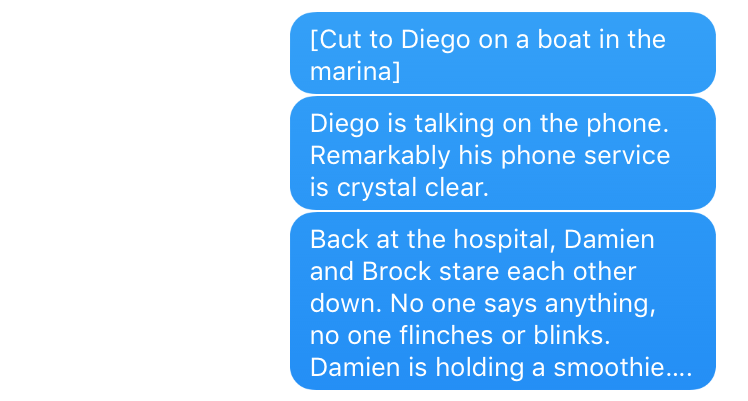 [Cut to Diego on a boat in the
marina]
Diego is talking on the phone.
Remarkably his phone service
is crystal clear.
Back at the hospital, Damien
and Brock stare each other
down. No one says anything,
no one flinches or blinks.
Damien is holding a smoothie....